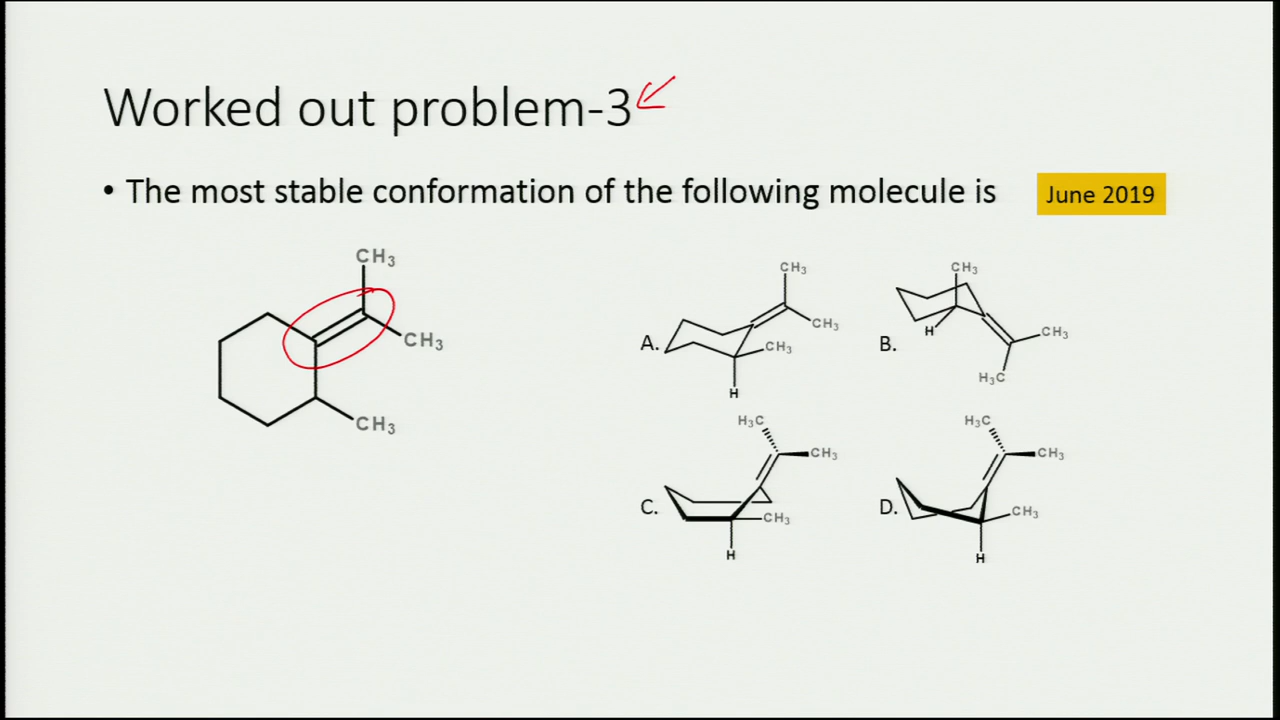 Worked out problem-3
• The most stable conformation of the following molecule is
June 2019
CH3
CH3
CH3
A.
CH3
CH3
CH3
H
B.
CH3
H
CH3
H3C
C.
H3C
CH3
CH3
H
D.
H3C
CH3
CH3
H